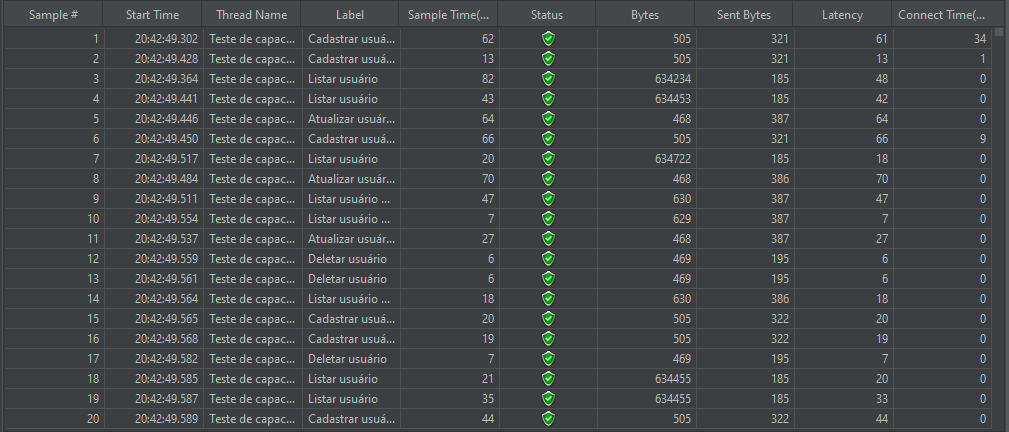 Sample # Start Time Thread Name Label Sample Time(... Status Bytes Sent Bytes Latency Connect Time(...
1 20:42:49.302 Teste de capac... Cadastrar usuá... 62 505 321 61 34
2 20:42:49.428 Teste de capac... Cadastrar usuá... 13 505 321 13 1
3 20:42:49.364 Teste de capac... Listar usuário 82 634234 185 48 0
4 20:42:49.441 Teste de capac... Listar usuário 43 634453 185 42 0
5 20:42:49.446 Teste de capac... Atualizar usuár... 64 468 387 64 0
6 20:42:49.450 Teste de capac... Cadastrar usuá... 66 505 321 66 9
7 20:42:49.517 Teste de capac... Listar usuário 20 634722 185 18 0
8 20:42:49.484 Teste de capac... Atualizar usuár... 70 468 386 70 0
9 20:42:49.511 Teste de capac... Listar usuário ... 47 630 387 47 0
10 20:42:49.554 Teste de capac... Listar usuário ... 7 629 387 7 0
11 20:42:49.537 Teste de capac... Atualizar usuár... 27 468 387 27 0
12 20:42:49.559 Teste de capac... Deletar usuário 6 469 195 6 0
13 20:42:49.561 Teste de capac... Deletar usuário 6 469 195 6 0
14 20:42:49.564 Teste de capac... Listar usuário ... 18 630 386 18 0
15 20:42:49.565 Teste de capac... Cadastrar usuá... 20 505 322 20 0
16 20:42:49.568 Teste de capac... Cadastrar usuá... 19 505 322 19 0
17 20:42:49.582 Teste de capac... Deletar usuário 7 469 195 7 0
18 20:42:49.585 Teste de capac... Listar usuário 21 634455 185 20 0
19 20:42:49.587 Teste de capac... Listar usuário 35 634455 185 33 0
20 20:42:49.589 Teste de capac... Cadastrar usuá... 44 505 322 44 0